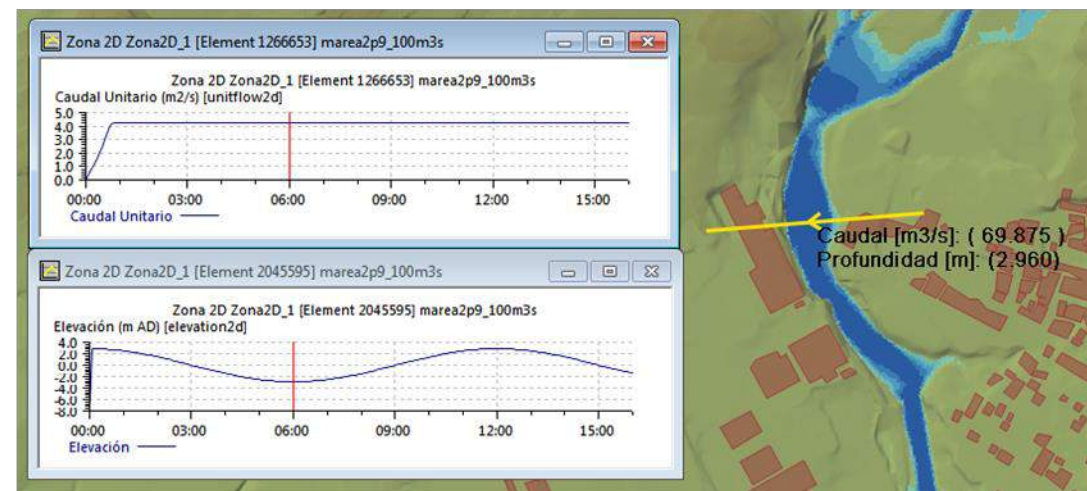 Zona 2D Zona2D_1 [Element 1266653] marea2p9_100m3s
Zona 2D Zona2D_1 [Element 1266653] marea2p9_100m3s
Caudal Unitario (m2/s) [unitflow2d]
5.0
4.0
3.0
2.0
1.0
0.0
00:00 03:00 06:00 09:00 12:00 15:00
Caudal Unitario
Zona 2D Zona2D_1 [Element 2045595] marea2p9_100m3s
Zona 2D Zona2D_1 [Element 2045595] marea2p9_100m3s
Elevación (m AD) [elevation2d]
4.0
2.0
0.0
-2.0
-4.0
-6.0
-8.0
00:00 03:00 06:00 09:00 12:00 15:00
Elevación
Caudal [m3/s]: ( 69.875 )
Profundidad [m]: (2.960)